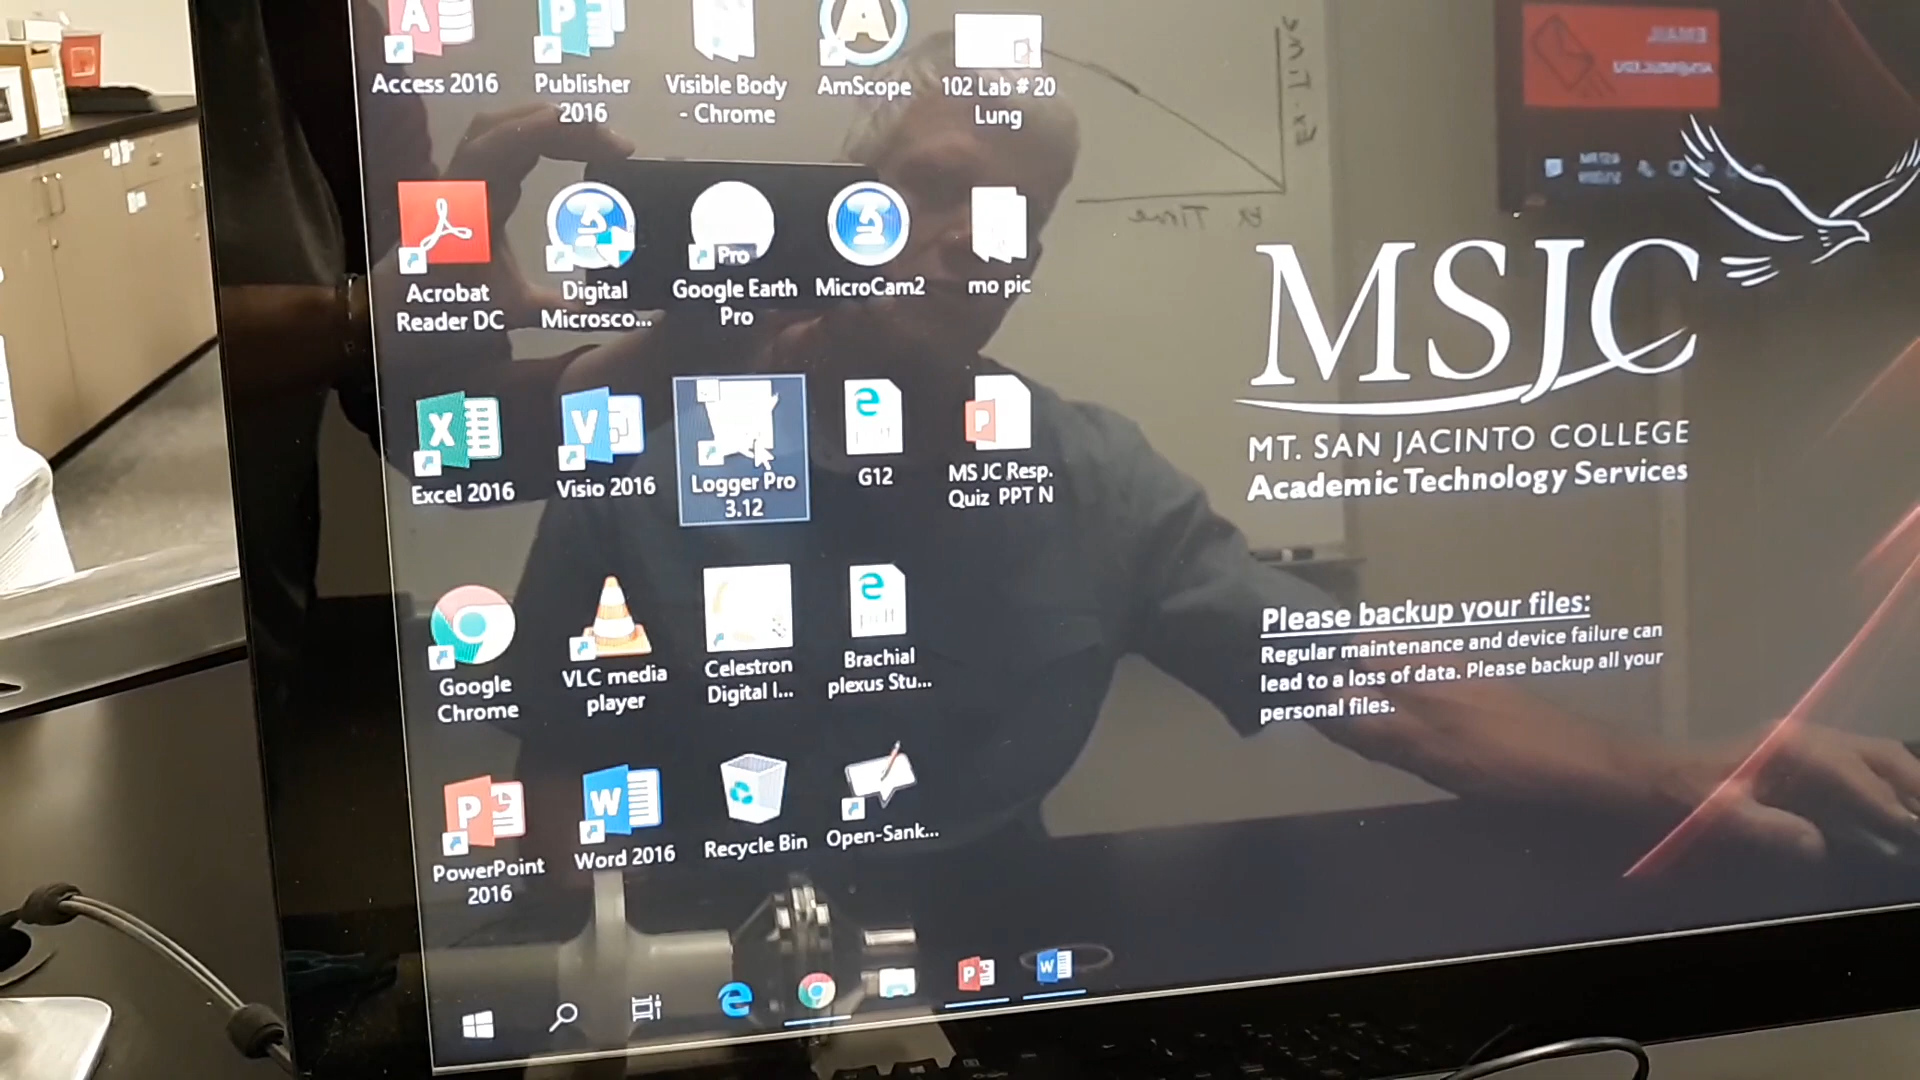 Access 2016
Publisher
2016
Visible Body
- Chrome
AmScope
102 Lab # 20
Lung
Ex. Time
Ex Time
EMAIL
Acrobat
Reader DC
Digital
Microsco...
Pro
Google Earth
Pro
MicroCam2
mo pic
MSJC
MT. SAN JACINTO COLLEGE
Academic Technology Services
Excel 2016
Visio 2016
Logger Pro
3.12
G12
MS JC Resp.
Quiz PPT N
Please backup your files:
Regular maintenance and device failure can
lead to a loss of data. Please backup all your
personal files.
Google
Chrome
VLC media
player
Celestron
Digital I...
Brachial
plexus Stu...
PowerPoint
2016
Word 2016
Recycle Bin
Open-Sank...